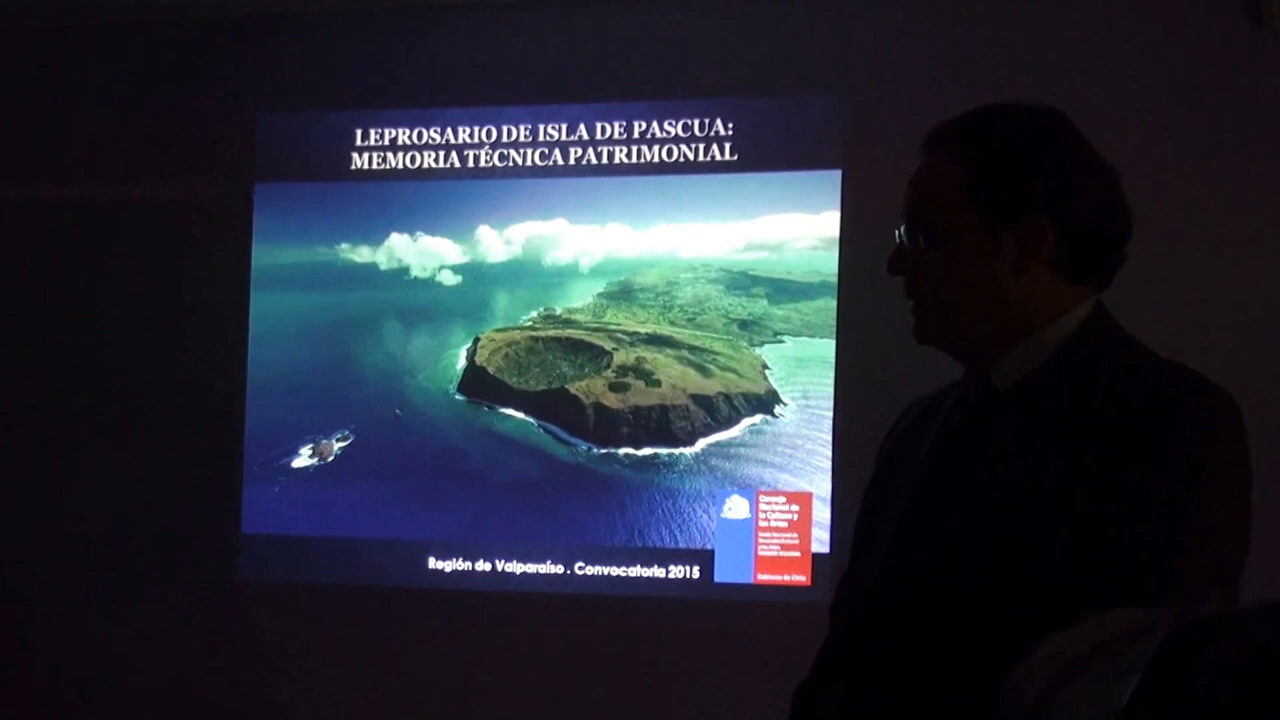 LEPROSARIO DE ISLA DE PASCUA:
MEMORIA TÉCNICA PATRIMONIAL
Consejo
Nacional de
la Cultura y
las Artes
Gobierno de Chile
Región de Valparaíso . Convocatoria 2015